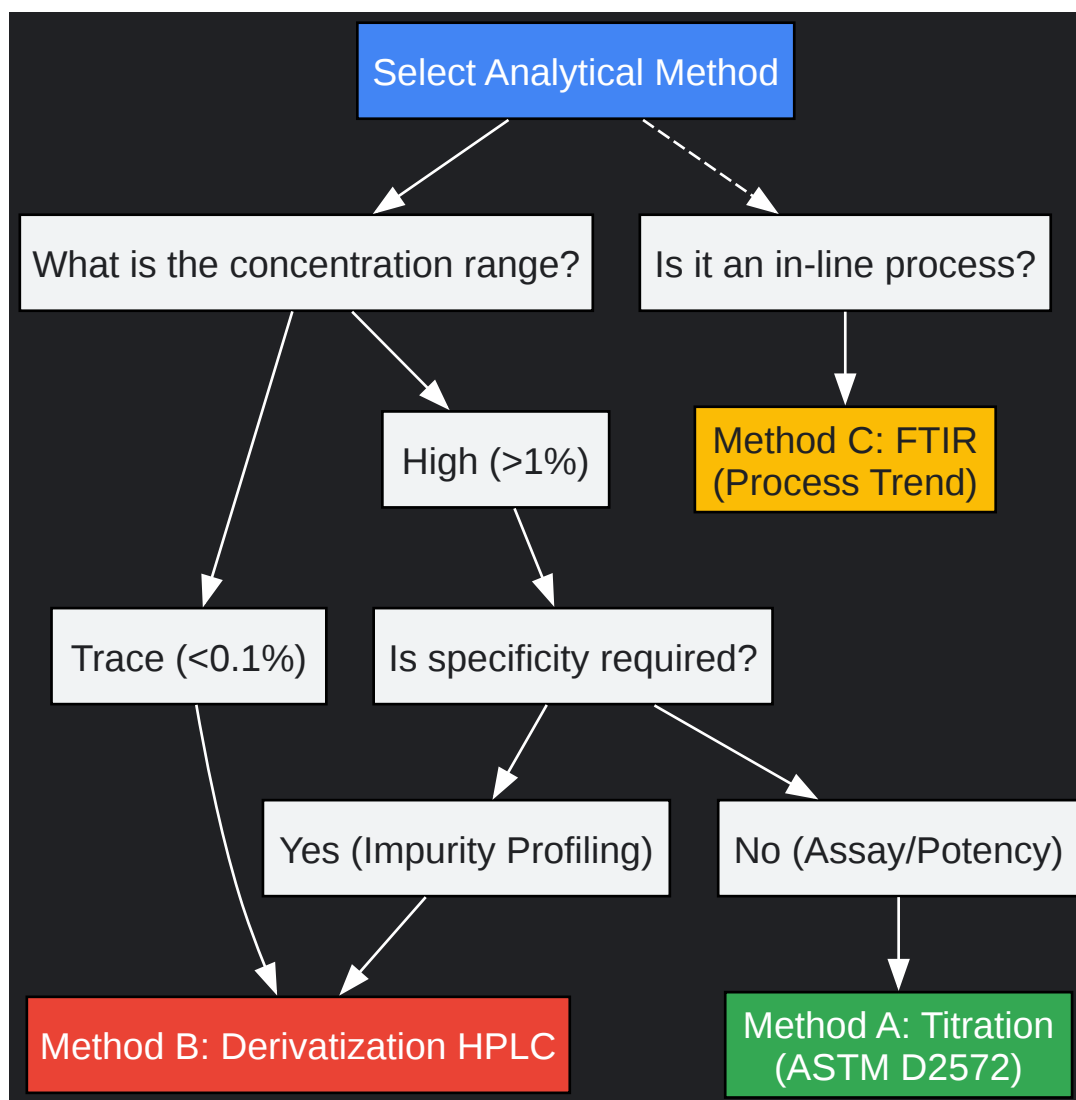 Select Analytical Method
What is the concentration range?
Is it an in-line process?
High (>1%)
Method C: FTIR
(Process Trend)
Trace (<0.1%)
Is specificity required?
Yes (Impurity Profiling)
No (Assay/Potency)
Method B: Derivatization HPLC
Method A: Titration
(ASTM D2572)